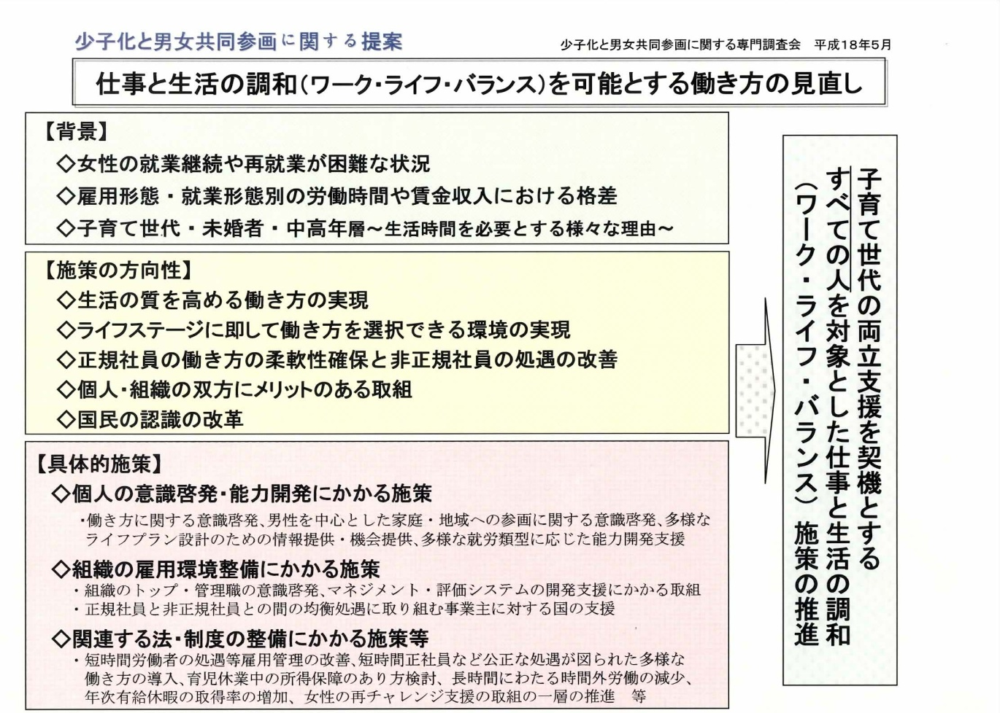 少子化と男女共同参画に関する提案
少子化と男女共同参画に関する専門調査会　平成18年5月
仕事と生活の調和(ワーク・ライフ・バランス)を可能とする働き方の見直し
【背景】
◇女性の就業継続や再就業が困難な状況
◇雇用形態・就業形態別の労働時間や賃金収入における格差
◇子育て世代・未婚者・中高年層～生活時間を必要とする様々な理由～
【施策の方向性】
◇生活の質を高める働き方の実現
◇ライフステージに即して働き方を選択できる環境の実現
◇正規社員の働き方の柔軟性確保と非正規社員の処遇の改善
◇個人・組織の双方にメリットのある取組
◇国民の認識の改革
【具体的施策】
◇個人の意識啓発・能力開発にかかる施策
・働き方に関する意識啓発、男性を中心とした家庭・地域への参画に関する意識啓発、多様な
ライフプラン設計のための情報提供・機会提供、多様な就労類型に応じた能力開発支援
◇組織の雇用環境整備にかかる施策
・組織のトップ・管理職の意識啓発、マネジメント・評価システムの開発支援にかかる取組
・正規社員と非正規社員との間の均衡処遇に取り組む事業主に対する国の支援
◇関連する法・制度の整備にかかる施策等
・短時間労働者の処遇等雇用管理の改善、短時間正社員など公正な処遇が図られた多様な
働き方の導入、育児休業中の所得保障のあり方検討、長時間にわたる時間外労働の減少、
年次有給休暇の取得率の増加、女性の再チャレンジ支援の取組の一層の推進　等
子育て世代の両立支援を契機とする
すべての人を対象とした仕事と生活の調和
(ワーク・ライフ・バランス)施策の推進